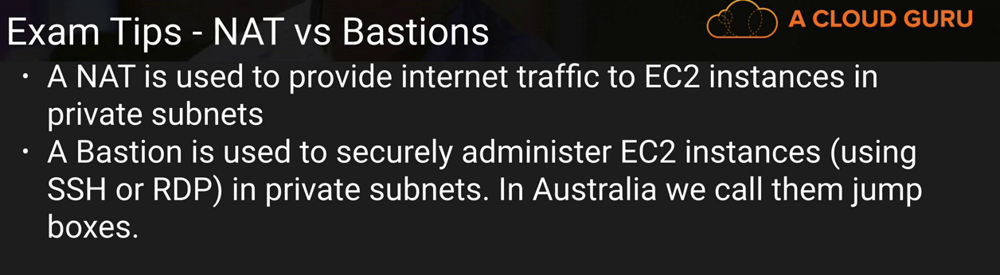 Exam Tips - NAT vs Bastions
A CLOUD GURU
• A NAT is used to provide internet traffic to EC2 instances in
private subnets
• A Bastion is used to securely administer EC2 instances (using
SSH or RDP) in private subnets. In Australia we call them jump
boxes.